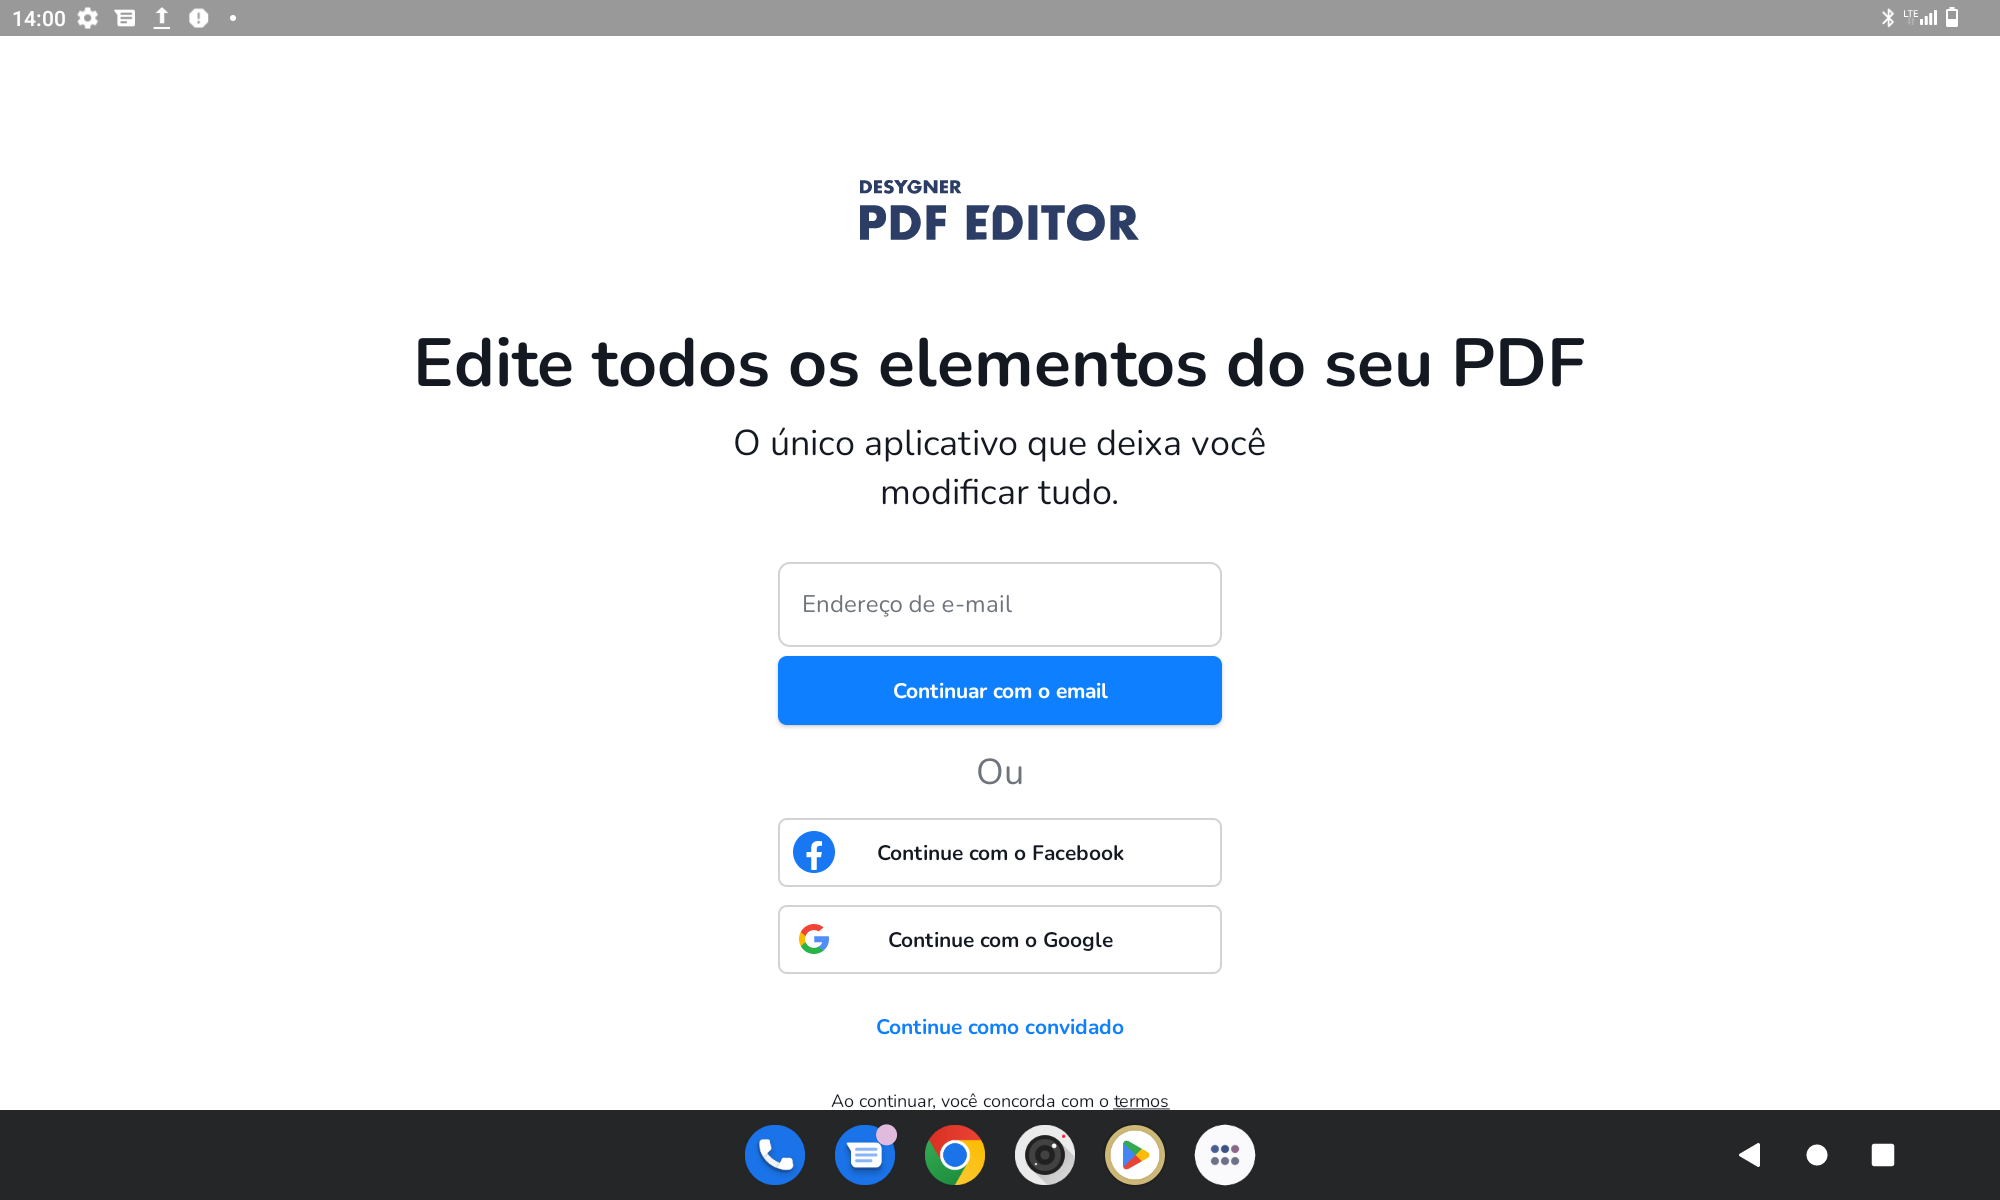 14:00
LTE
DESYGNER
PDF EDITOR
Edite todos os elementos do seu PDF
O único aplicativo que deixa você
modificar tudo.
Endereço de e-mail
Continuar com o email
Ou
Continue com o Facebook
Continue com o Google
Continue como convidado
Ao continuar, você concorda com o termos